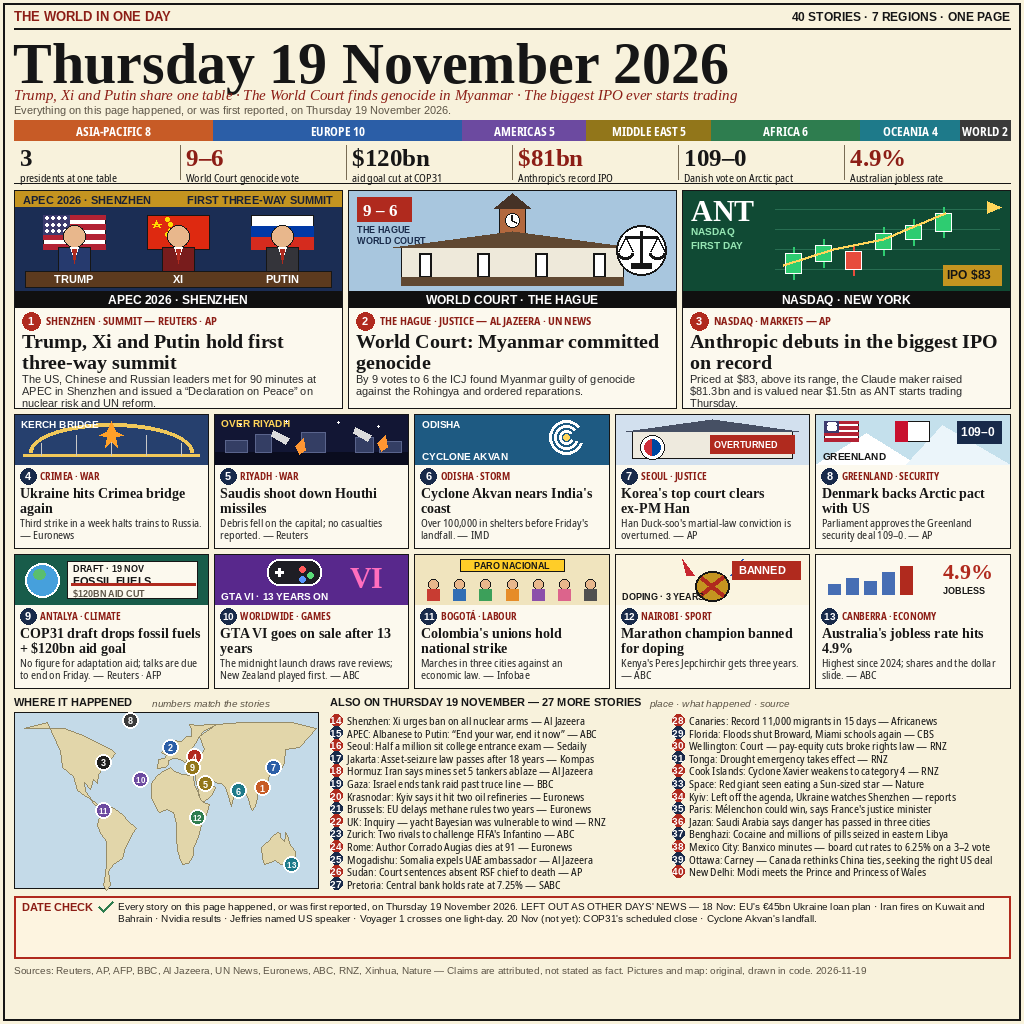 THE WORLD IN ONE DAY
40 STORIES · 7 REGIONS · ONE PAGE
Thursday 19 November 2026
Trump, Xi and Putin share one table · The World Court finds genocide in Myanmar · The biggest IPO ever starts trading
Everything on this page happened, or was first reported, on Thursday 19 November 2026.
ASIA-PACIFIC 8
EUROPE 10
AMERICAS 5
MIDDLE EAST 5
AFRICA 6
OCEANIA 4
WORLD 2
3
presidents at one table
9–6
World Court genocide vote
$120bn
aid goal cut at COP31
$81bn
Anthropic's record IPO
109–0
Danish vote on Arctic pact
4.9%
Australian jobless rate
APEC 2026 · SHENZHEN
FIRST THREE-WAY SUMMIT
TRUMP
XI
PUTIN
APEC 2026 · SHENZHEN
1
SHENZHEN · SUMMIT — REUTERS · AP
Trump, Xi and Putin hold first
three-way summit
The US, Chinese and Russian leaders met for 90 minutes at
APEC in Shenzhen and issued a “Declaration on Peace” on
nuclear risk and UN reform.
9 – 6
THE HAGUE
WORLD COURT
WORLD COURT · THE HAGUE
2
THE HAGUE · JUSTICE — AL JAZEERA · UN NEWS
World Court: Myanmar committed
genocide
By 9 votes to 6 the ICJ found Myanmar guilty of genocide
against the Rohingya and ordered reparations.
ANT
NASDAQ
FIRST DAY
IPO $83
NASDAQ · NEW YORK
3
NASDAQ · MARKETS — AP
Anthropic debuts in the biggest IPO
on record
Priced at $83, above its range, the Claude maker raised
$81.3bn and is valued near $1.5tn as ANT starts trading
Thursday.
KERCH BRIDGE
4
CRIMEA · WAR
Ukraine hits Crimea bridge
again
Third strike in a week halts trains to Russia.
— Euronews
OVER RIYADH
5
RIYADH · WAR
Saudis shoot down Houthi
missiles
Debris fell on the capital; no casualties
reported. — Reuters
ODISHA
CYCLONE AKVAN
6
ODISHA · STORM
Cyclone Akvan nears India's
coast
Over 100,000 in shelters before Friday's
landfall. — IMD
OVERTURNED
7
SEOUL · JUSTICE
Korea's top court clears
ex-PM Han
Han Duck-soo's martial-law conviction is
overturned. — AP
109–0
GREENLAND
8
GREENLAND · SECURITY
Denmark backs Arctic pact
with US
Parliament approves the Greenland
security deal 109–0. — AP
DRAFT · 19 NOV
FOSSIL FUELS
$120BN AID CUT
9
ANTALYA · CLIMATE
COP31 draft drops fossil fuels
+ $120bn aid goal
No figure for adaptation aid; talks are due
to end on Friday. — Reuters · AFP
VI
GTA VI · 13 YEARS ON
10
WORLDWIDE · GAMES
GTA VI goes on sale after 13
years
The midnight launch draws rave reviews;
New Zealand played first. — ABC
PARO NACIONAL
11
BOGOTÁ · LABOUR
Colombia's unions hold
national strike
Marches in three cities against an
economic law. — Infobae
BANNED
DOPING · 3 YEARS
12
NAIROBI · SPORT
Marathon champion banned
for doping
Kenya's Peres Jepchirchir gets three years.
— ABC
4.9%
JOBLESS
13
CANBERRA · ECONOMY
Australia's jobless rate hits
4.9%
Highest since 2024; shares and the dollar
slide. — ABC
WHERE IT HAPPENED
numbers match the stories
8
2
4
9
3
7
10
5
6
1
11
12
13
ALSO ON THURSDAY 19 NOVEMBER — 27 MORE STORIES
place · what happened · source
14 Shenzhen: Xi urges ban on all nuclear arms — Al Jazeera
15 APEC: Albanese to Putin: “End your war, end it now” — ABC
16 Seoul: Half a million sit college entrance exam — Sedaily
17 Jakarta: Asset-seizure law passes after 18 years — Kompas
18 Hormuz: Iran says mines set 5 tankers ablaze — Al Jazeera
19 Gaza: Israel ends tank raid past truce line — BBC
20 Krasnodar: Kyiv says it hit two oil refineries — Euronews
21 Brussels: EU delays methane rules two years — Euronews
22 UK: Inquiry — yacht Bayesian was vulnerable to wind — RNZ
23 Zurich: Two rivals to challenge FIFA's Infantino — ABC
24 Rome: Author Corrado Augias dies at 91 — Euronews
25 Mogadishu: Somalia expels UAE ambassador — Al Jazeera
26 Sudan: Court sentences absent RSF chief to death — AP
27 Pretoria: Central bank holds rate at 7.25% — SABC
28 Canaries: Record 11,000 migrants in 15 days — Africanews
29 Florida: Floods shut Broward, Miami schools again — CBS
30 Wellington: Court — pay-equity cuts broke rights law — RNZ
31 Tonga: Drought emergency takes effect — RNZ
32 Cook Islands: Cyclone Xavier weakens to category 4 — RNZ
33 Space: Red giant seen eating a Sun-sized star — Nature
34 Kyiv: Left off the agenda, Ukraine watches Shenzhen — reports
35 Paris: Mélenchon could win, says France's justice minister
36 Jazan: Saudi Arabia says danger has passed in three cities
37 Benghazi: Cocaine and millions of pills seized in eastern Libya
38 Mexico City: Banxico minutes — board cut rates to 6.25% on a 3–2 vote
39 Ottawa: Carney — Canada rethinks China ties, seeking the right US deal
40 New Delhi: Modi meets the Prince and Princess of Wales
DATE CHECK
Every story on this page happened, or was first reported, on Thursday 19 November 2026. LEFT OUT AS OTHER DAYS' NEWS — 18 Nov: EU's €45bn Ukraine loan plan · Iran fires on Kuwait and
Bahrain · Nvidia results · Jeffries named US speaker · Voyager 1 crosses one light-day. 20 Nov (not yet): COP31's scheduled close · Cyclone Akvan's landfall.
Sources: Reuters, AP, AFP, BBC, Al Jazeera, UN News, Euronews, ABC, RNZ, Xinhua, Nature — Claims are attributed, not stated as fact. Pictures and map: original, drawn in code. 2026-11-19